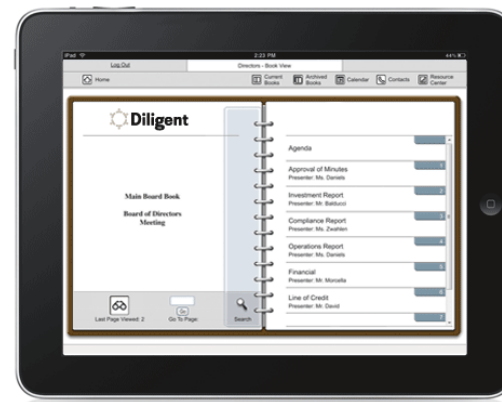 iPad
2:23 PM
44%
Log Out
Directors - Book View
Home
Current Books
Archived Books
Calendar
Contacts
Resource Center
Diligent
Main Board Book
Board of Directors
Meeting
Last Page Viewed: 2
Go To Page:
Go
Search
Agenda
Approval of Minutes
Presenter: Ms. Daniels
1
Investment Report
Presenter: Mr. Balducci
2
Compliance Report
Presenter: Ms. Zwahlen
3
Operations Report
Presenter: Ms. Daniels
4
Financial
Presenter: Mr. Morcella
5
Line of Credit
Presenter: Mr. David
6
7